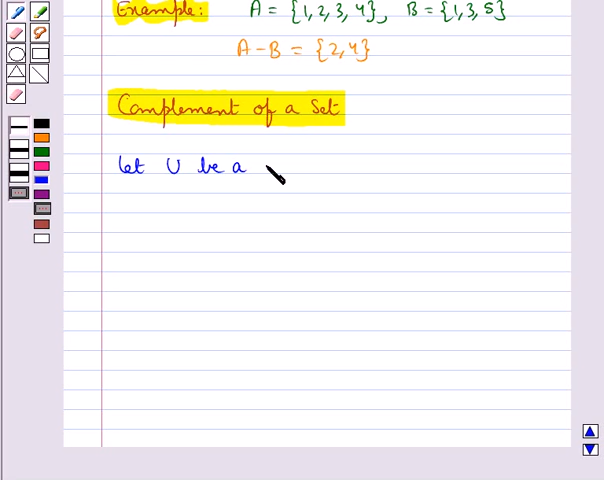 Example: A = {1, 2, 3, 4}, B = {1, 3, 5}
A-B = {2,4}
Complement of a Set
Let U be a